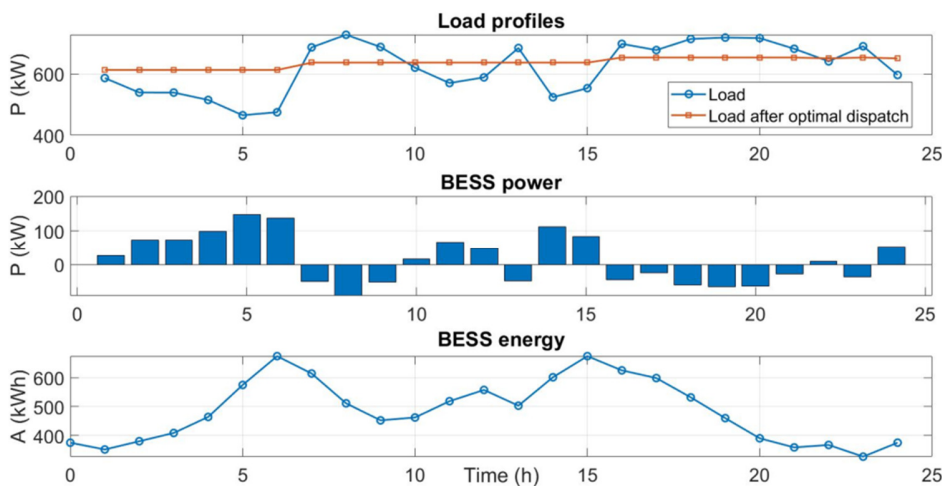 Load profiles
P (kW)
600
400
Load
Load after optimal dispatch
0 5 10 15 20 25
BESS power
P (kW)
200
100
0
0 5 10 15 20 25
BESS energy
A (kWh)
600
500
400
0 5 10 15 20 25
Time (h)